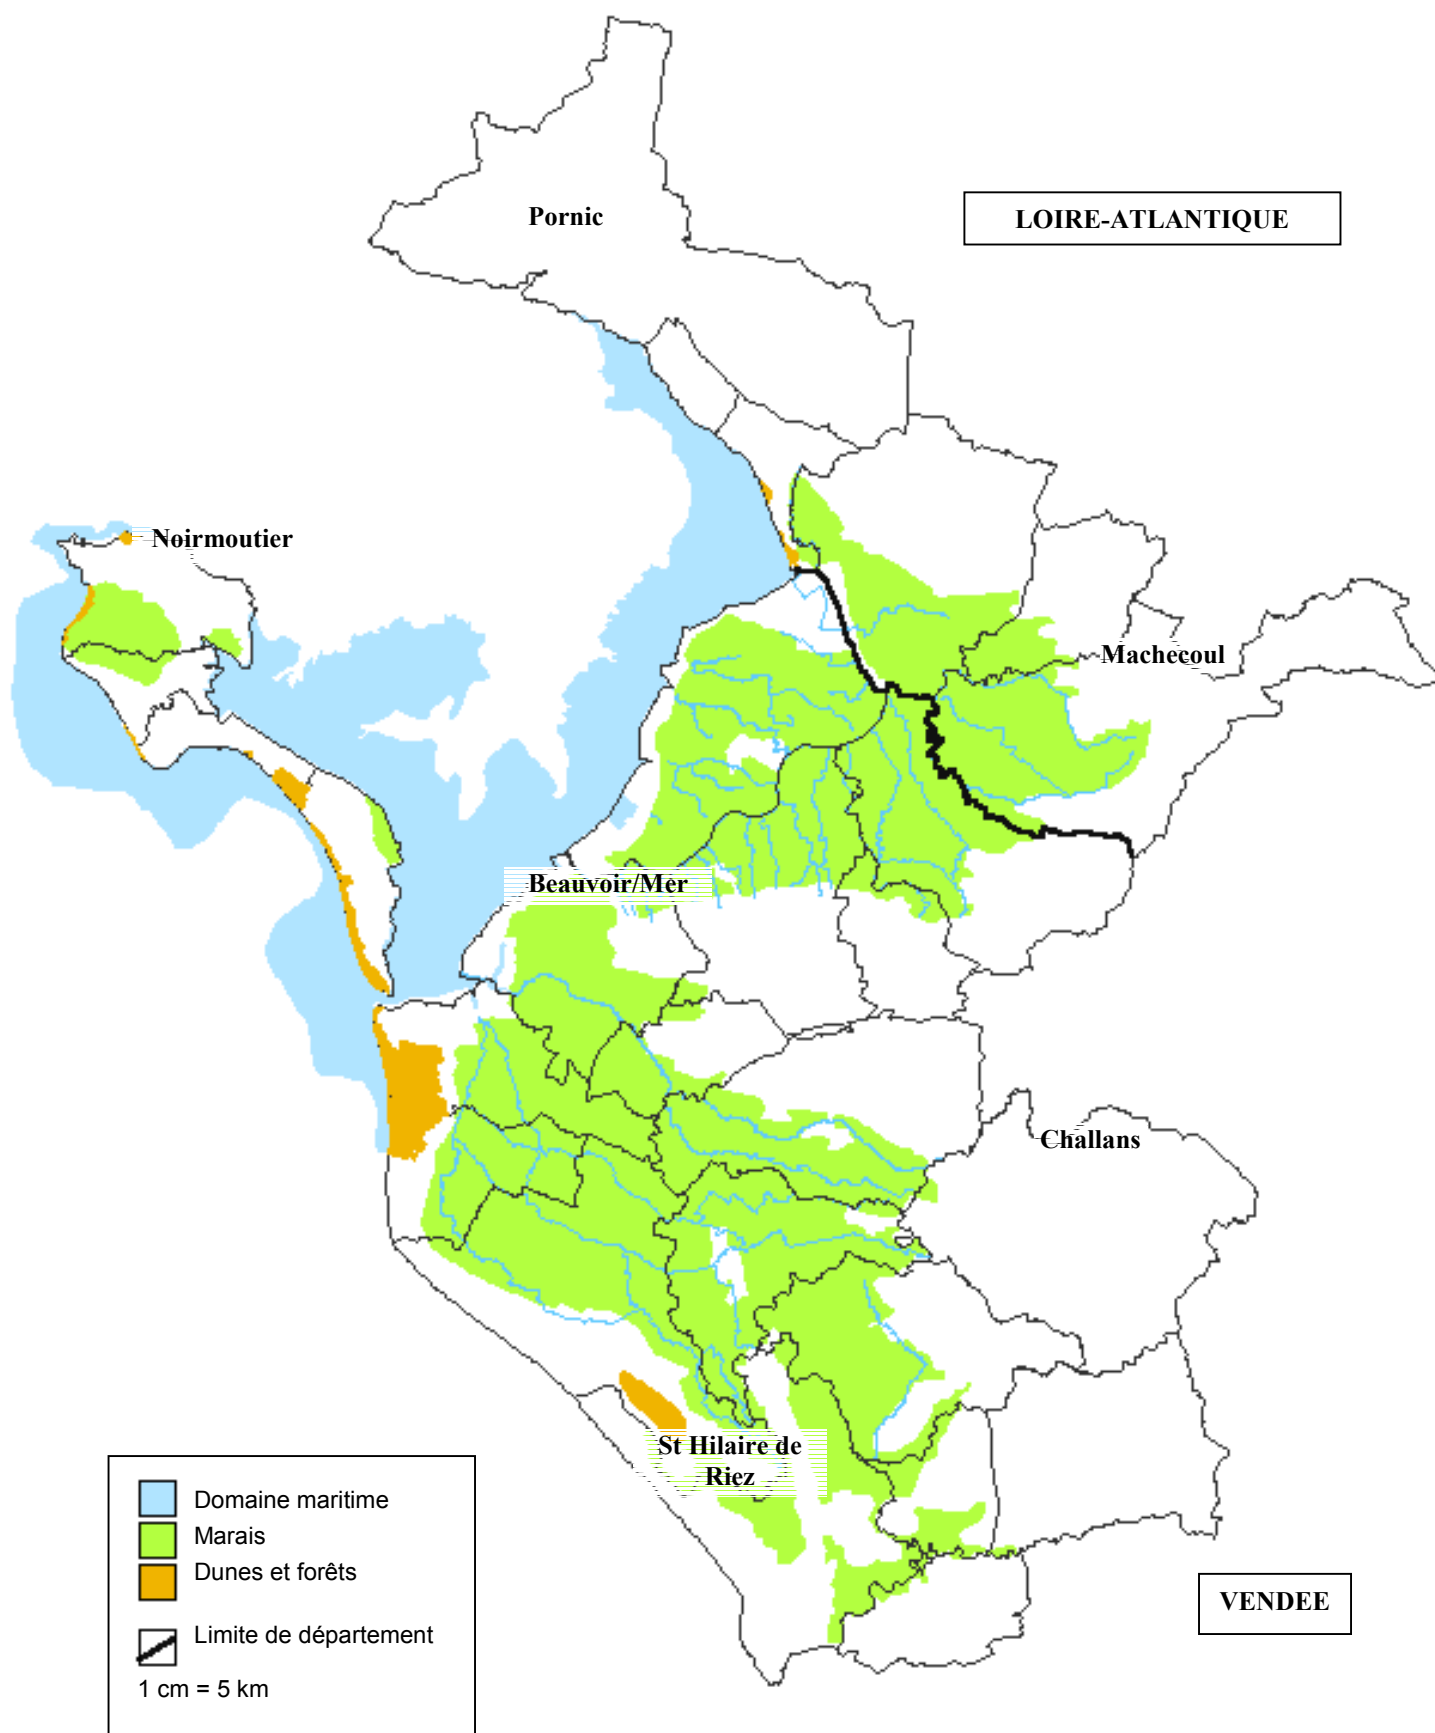 Pornic
LOIRE-ATLANTIQUE
Noirmoutier
Machecoul
Beauvoir/Mer
Challans
St Hilaire de
Riez
Domaine maritime
Marais
Dunes et forêts
Limite de département
1 cm = 5 km
VENDEE